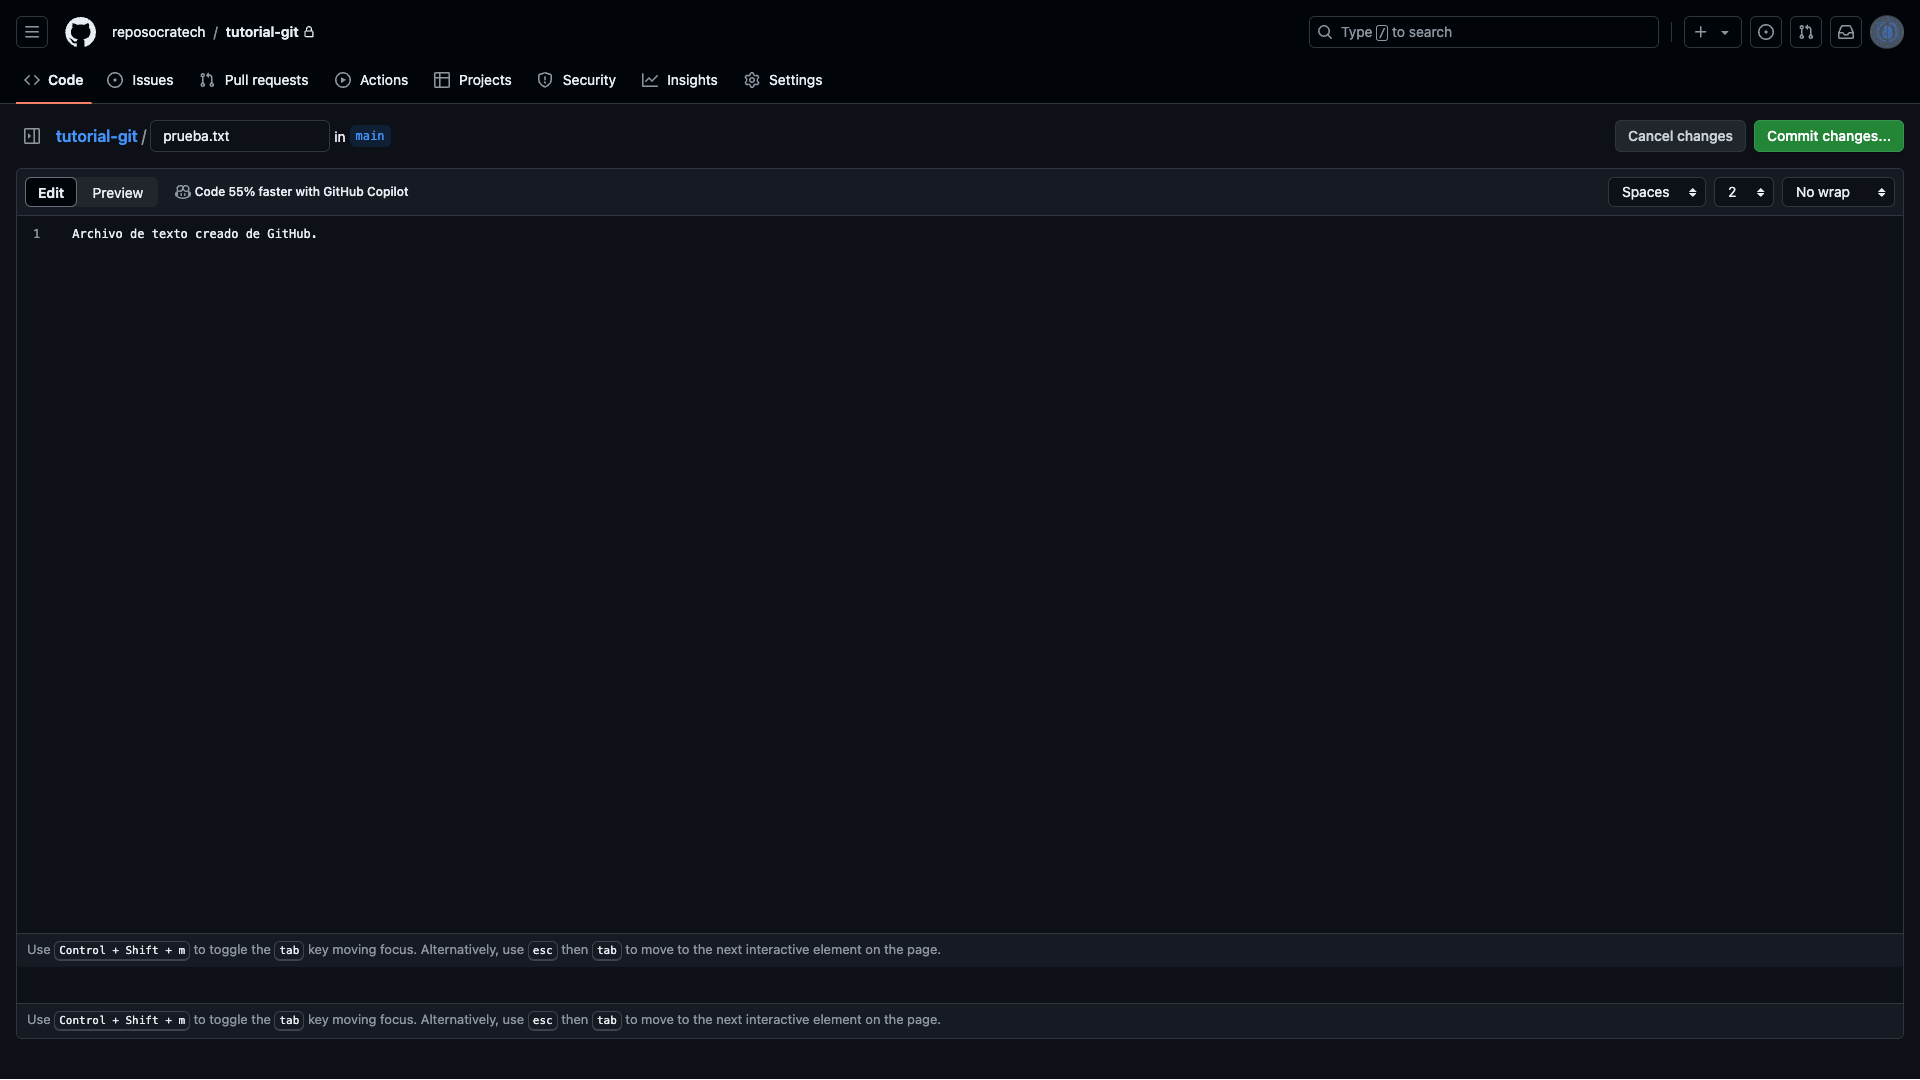 reposocratech / tutorial-git
Type / to search
Code Issues Pull requests Actions Projects Security Insights Settings
tutorial-git / prueba.txt in main
Cancel changes Commit changes...
Edit Preview Code 55% faster with GitHub Copilot
Spaces 2 No wrap
1 Archivo de texto creado de GitHub.
Use Control + Shift + m to toggle the tab key moving focus. Alternatively, use esc then tab to move to the next interactive element on the page.
Use Control + Shift + m to toggle the tab key moving focus. Alternatively, use esc then tab to move to the next interactive element on the page.